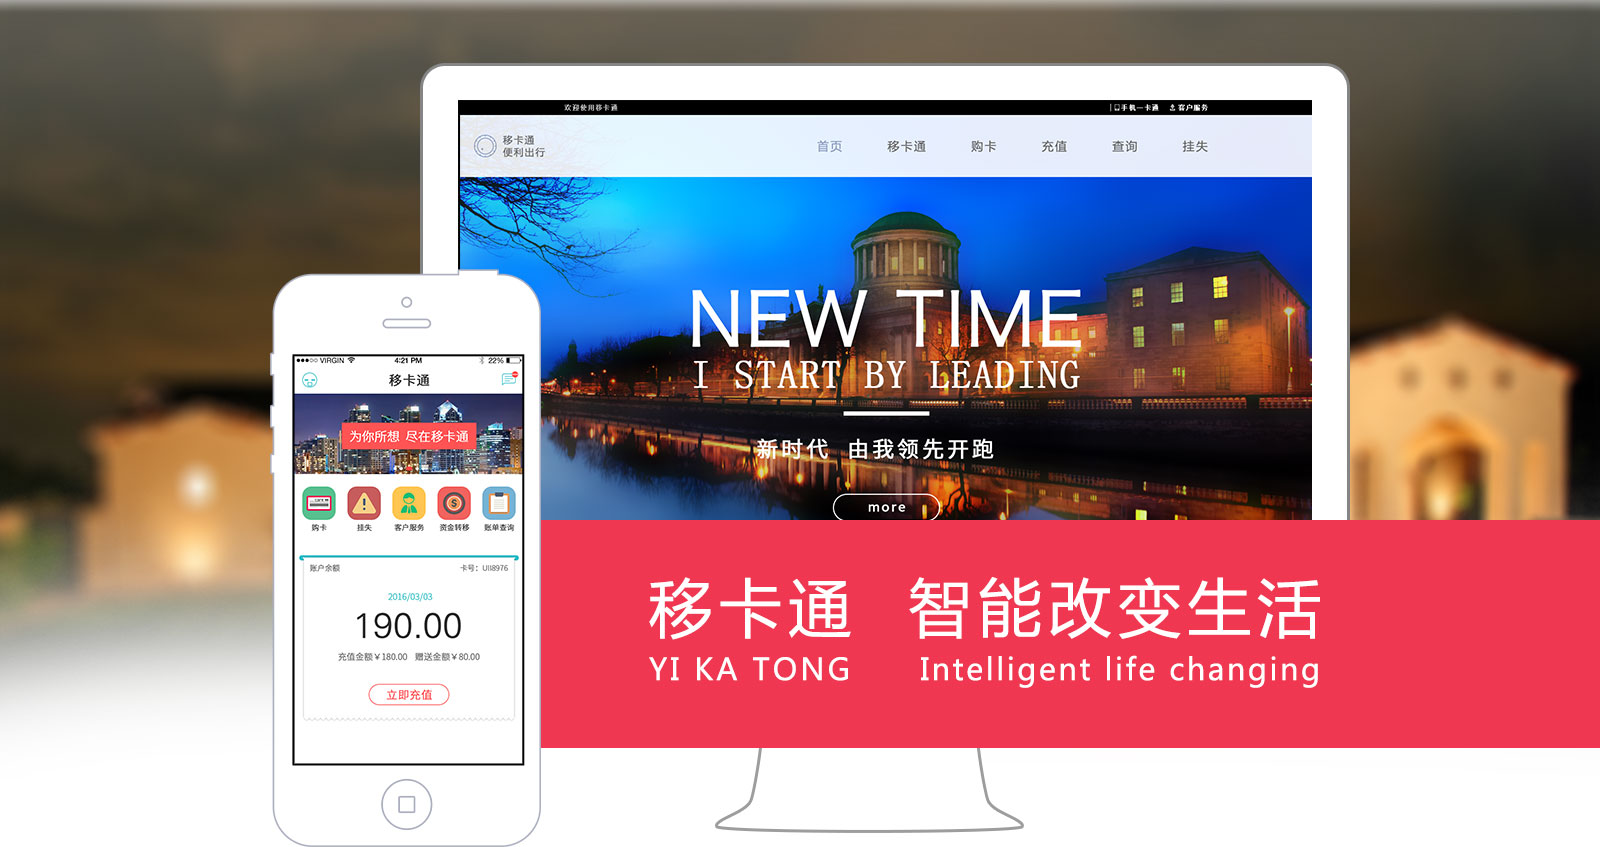 欢迎使用移卡通
手机一卡通 客户服务
移卡通
便利出行
首页 移卡通 购卡 充值 查询 挂失
NEW TIME
I START BY LEADING
新时代 由我领先开跑
more
VIRGIN 4:21 PM 22%
移卡通
为你所想 尽在移卡通
购卡 挂失 客户服务 资金转移 账单查询
账户余额 卡号：UII8976
2016/03/03
190.00
充值金额￥180.00 赠送金额￥80.00
立即充值
移卡通 智能改变生活
YI KA TONG Intelligent life changing